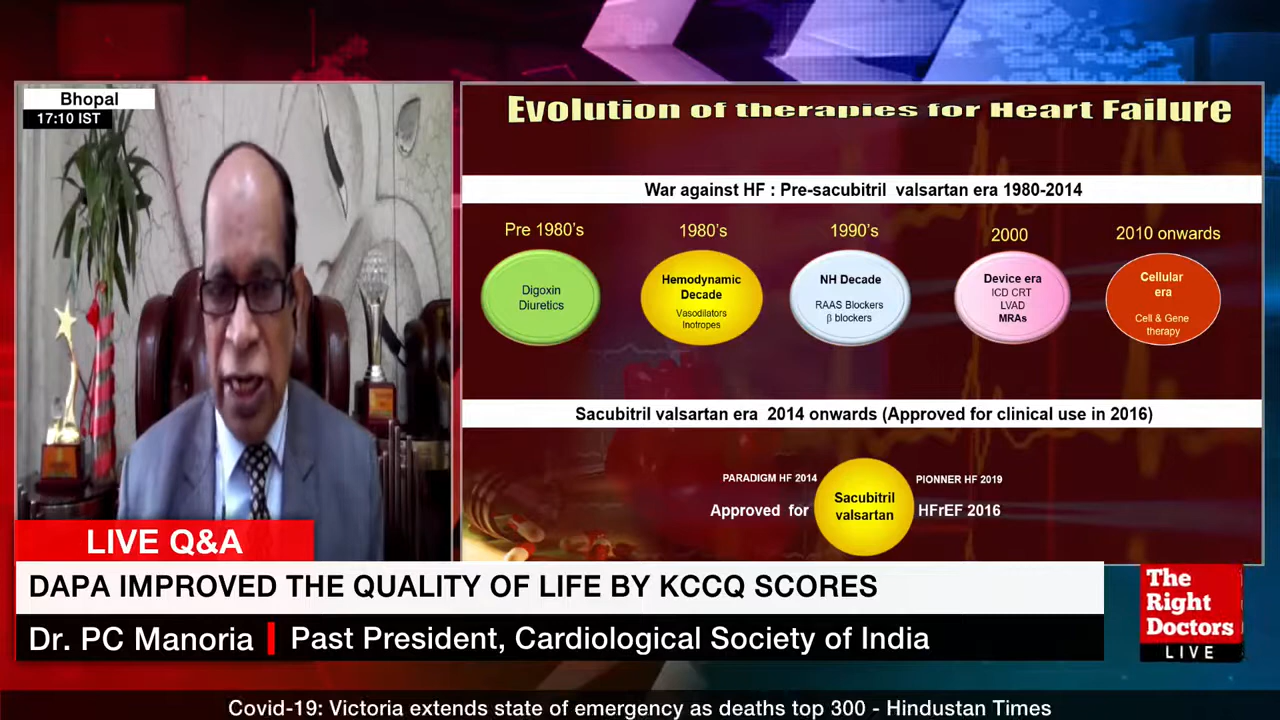 Bhopal
17:10 IST
Evolution of therapies for Heart Failure
War against HF : Pre-sacubitril valsartan era 1980-2014
Pre 1980's
1980's
1990's
2000
2010 onwards
Digoxin
Diuretics
Hemodynamic
Decade
Vasodilators
Inotropes
NH Decade
RAAS Blockers
β blockers
Device era
ICD CRT
LVAD
MRAs
Cellular
era
Cell & Gene
therapy
Sacubitril valsartan era 2014 onwards (Approved for clinical use in 2016)
PARADIGM HF 2014
PIONNER HF 2019
Approved for
Sacubitril
valsartan
HFrEF 2016
LIVE Q&A
DAPA IMPROVED THE QUALITY OF LIFE BY KCCQ SCORES
Dr. PC Manoria | Past President, Cardiological Society of India
The
Right
Doctors
LIVE
Covid-19: Victoria extends state of emergency as deaths top 300 - Hindustan Times